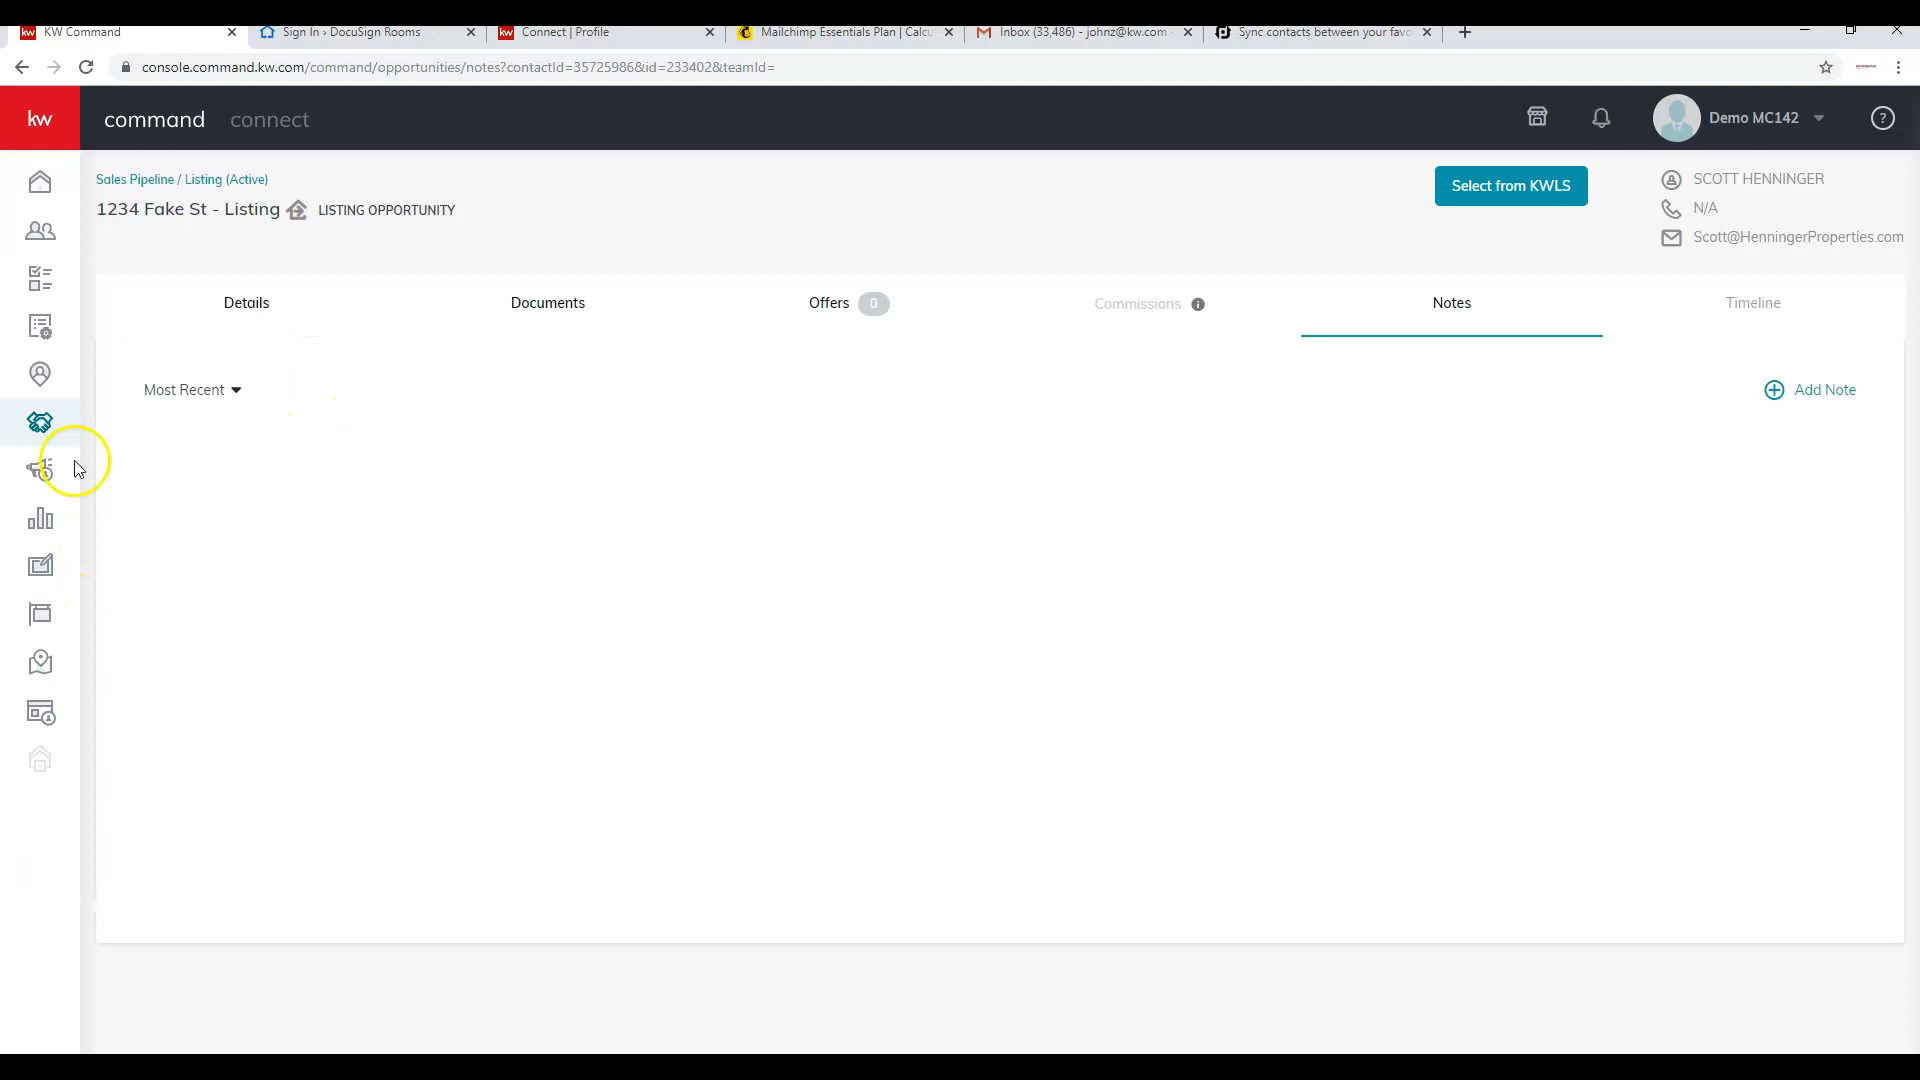 KW Command
Sign In › DocuSign Rooms
Connect | Profile
Mailchimp Essentials Plan | Calcu
Inbox (33,486) - johnz@kw.com
Sync contacts between your favo
console.command.kw.com/command/opportunities/notes?contactId=35725986&id=233402&teamId=
kw
command
connect
Demo MC142
?
Sales Pipeline / Listing (Active)
1234 Fake St - Listing
LISTING OPPORTUNITY
Select from KWLS
SCOTT HENNINGER
N/A
Scott@HenningerProperties.com
Details
Documents
Offers 0
Commissions
Notes
Timeline
Most Recent
Add Note